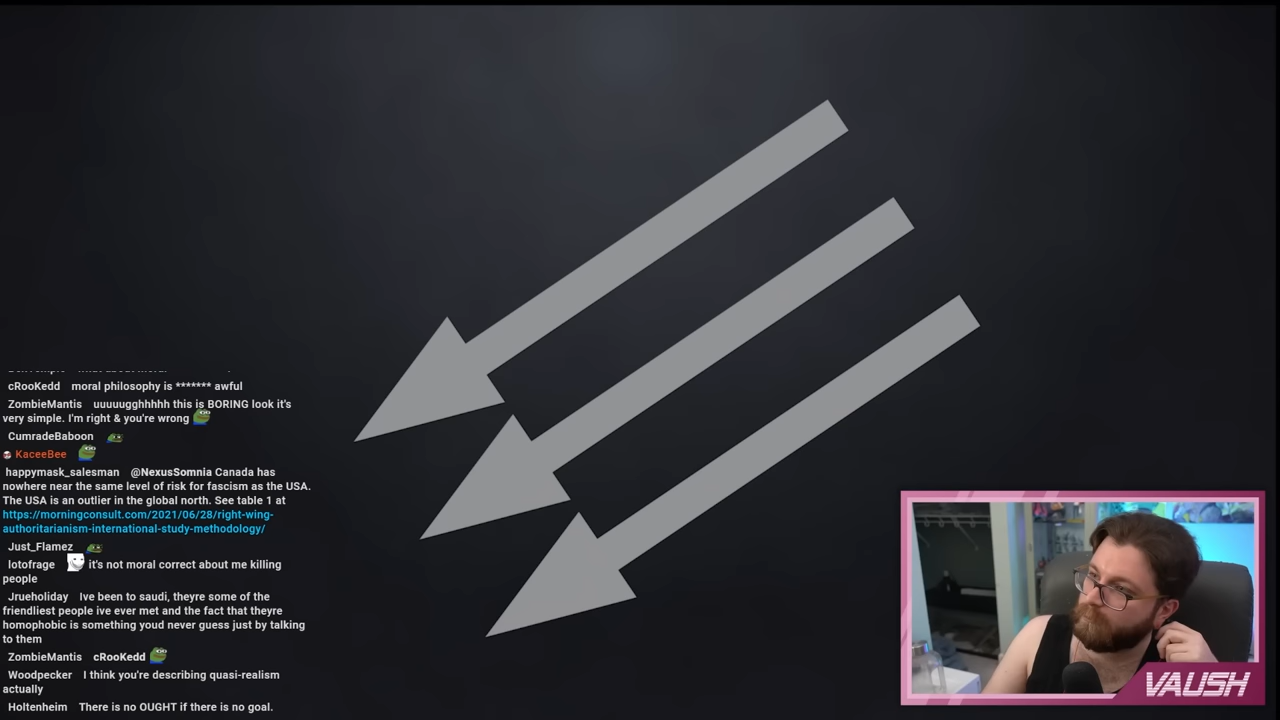 cRooKedd moral philosophy is ******* awful
ZombieMantis uuuuugghhhhh this is BORING look it's
very simple. I'm right & you're wrong
CumradeBaboon
KaceeBee
happymask_salesman @NexusSomnia Canada has
nowhere near the same level of risk for fascism as the USA.
The USA is an outlier in the global north. See table 1 at
https://morningconsult.com/2021/06/28/right-wing-
authoritarianism-international-study-methodology/
Just_Flamez
lotofrage it's not moral correct about me killing
people
Jrueholiday Ive been to saudi, theyre some of the
friendliest people ive ever met and the fact that theyre
homophobic is something youd never guess just by talking
to them
ZombieMantis cRooKedd
Woodpecker I think you're describing quasi-realism
actually
Holtenheim There is no OUGHT if there is no goal.
VAUSH